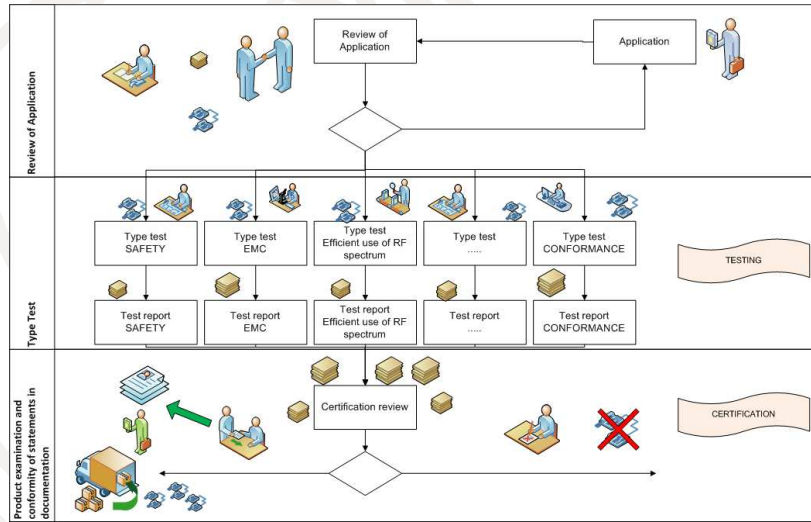 Review of Application
Review of
Application
Application
Type Test
Type test
SAFETY
Type test
EMC
Type test
Efficient use of RF
spectrum
Type test
.....
Type test
CONFORMANCE
TESTING
Test report
SAFETY
Test report
EMC
Test report
Efficient use of RF
spectrum
Test report
.....
Test report
CONFORMANCE
Product examination and
conformity of statements in
documentation
Certification review
CERTIFICATION